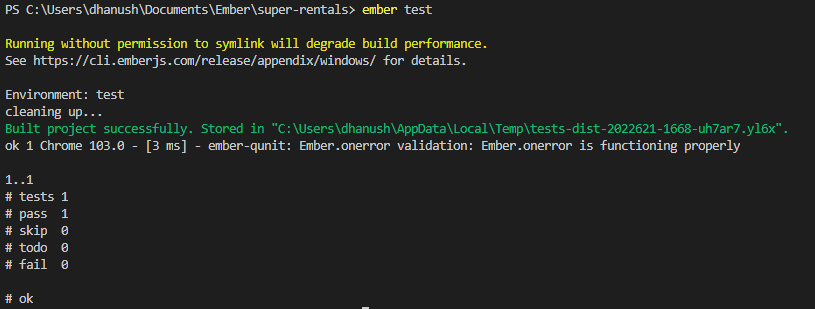 PS C:\Users\dhanush\Documents\Ember\super-rentals> ember test
Running without permission to symlink will degrade build performance.
See https://cli.emberjs.com/release/appendix/windows/ for details.
Environment: test
cleaning up...
Built project successfully. Stored in "C:\Users\dhanush\AppData\Local\Temp\tests-dist-2022621-1668-uh7ar7.yl6x".
ok 1 Chrome 103.0 - [3 ms] - ember-qunit: Ember.onerror validation: Ember.onerror is functioning properly
1..1
# tests 1
# pass  1
# skip  0
# todo  0
# fail  0
# ok